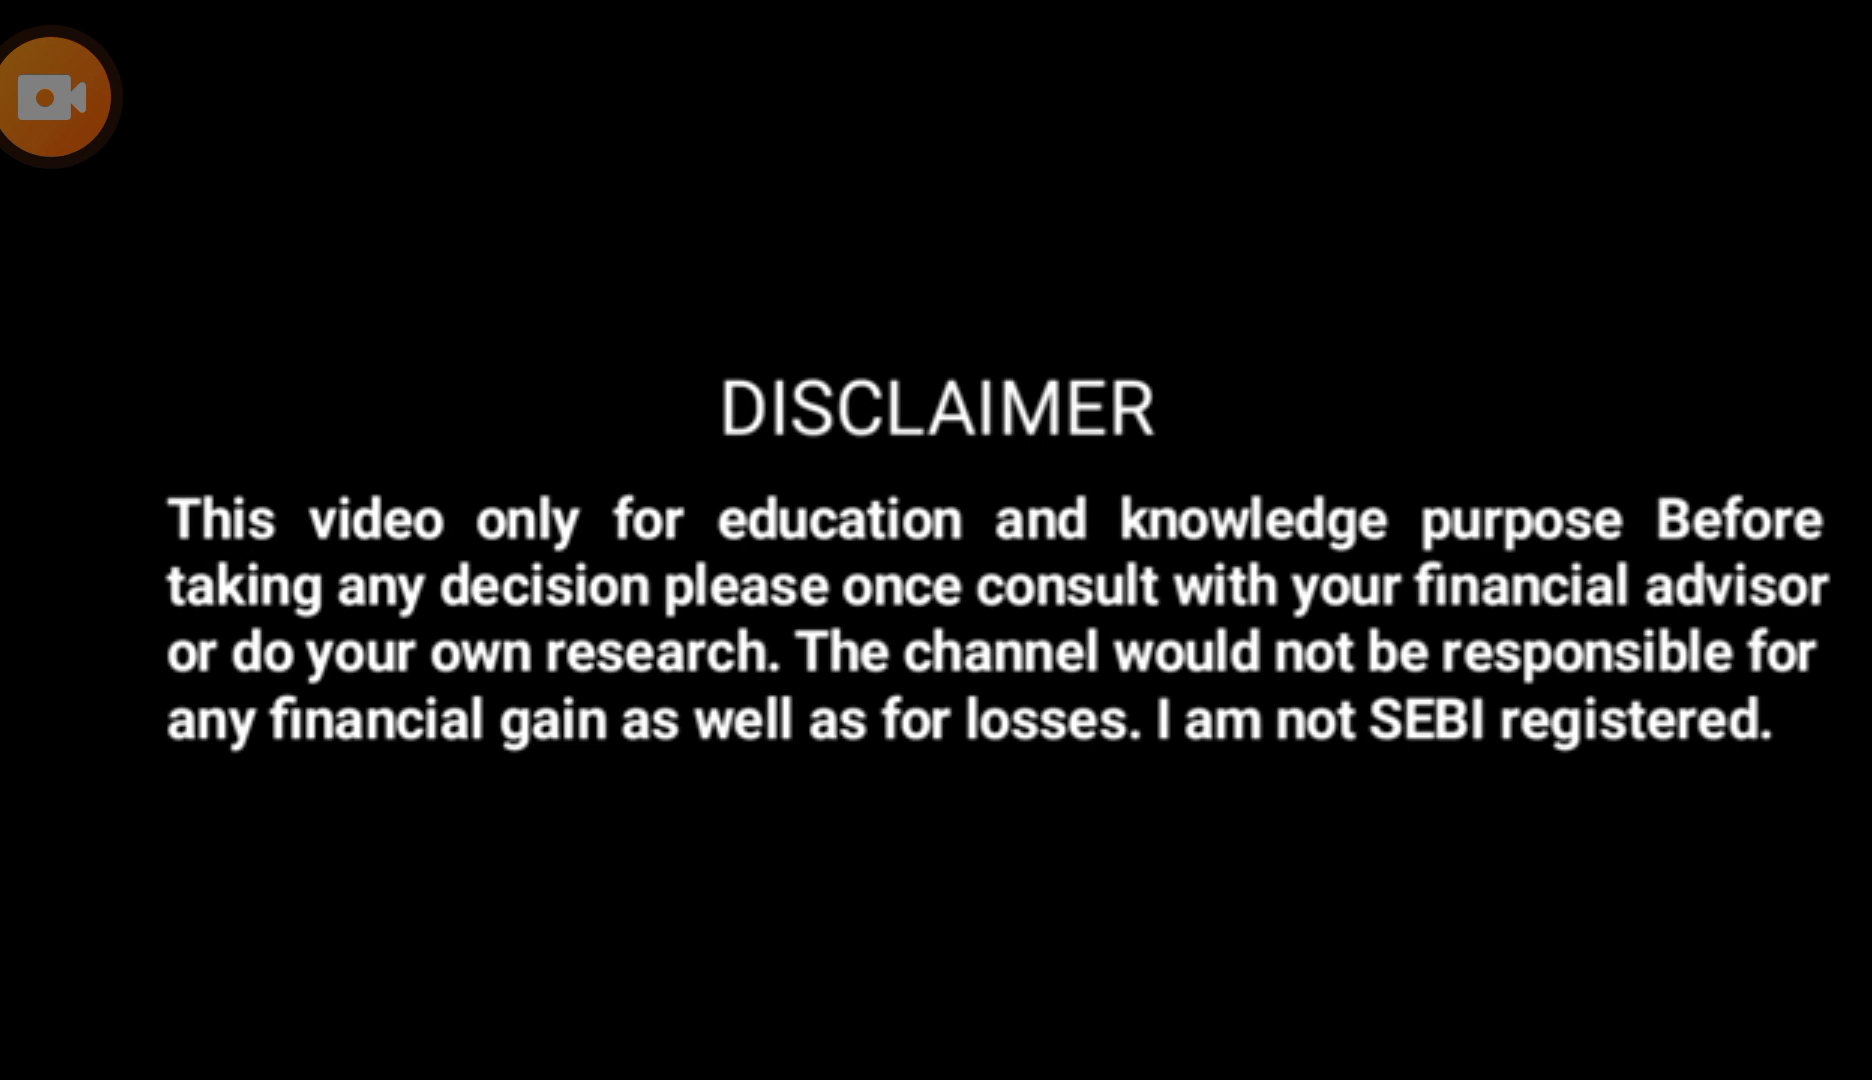 DISCLAIMER
This video only for education and knowledge purpose Before
taking any decision please once consult with your financial advisor
or do your own research. The channel would not be responsible for
any financial gain as well as for losses. I am not SEBI registered.